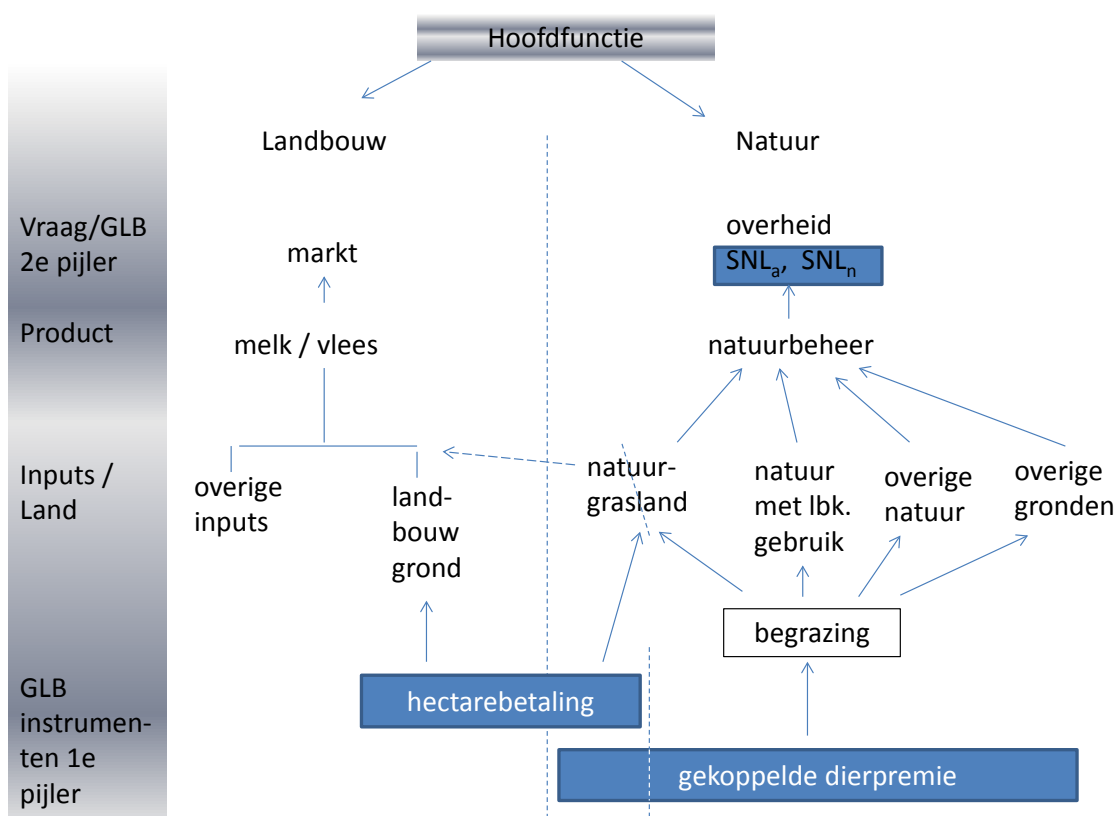 Hoofdfunctie
Landbouw
Natuur
Vraag/GLB
2e pijler
markt
overheid
SNLa, SNLn
Product
melk / vlees
natuurbeheer
Inputs /
Land
overige
inputs
land-
bouw
grond
natuur-
grasland
natuur
met lbk.
gebruik
overige
natuur
overige
gronden
begrazing
GLB
instrumen-
ten 1e
pijler
hectarebetaling
gekoppelde dierpremie